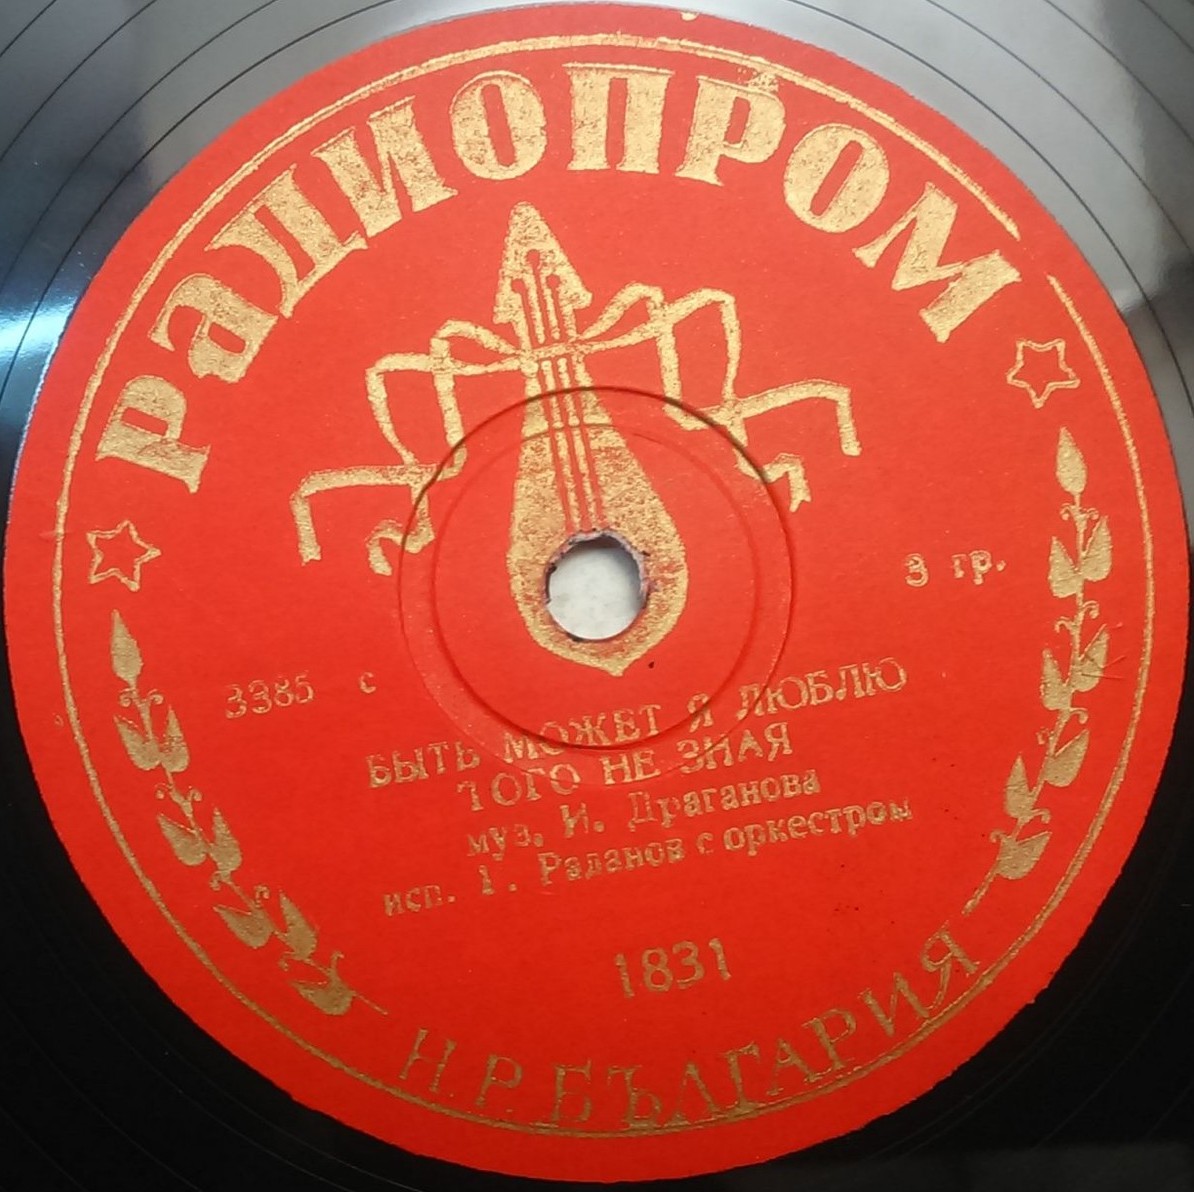 РАДИОПРОМ
3 гр.
3385 с
БЫТЬ МОЖЕТ Я ЛЮБЛЮ
ТОГО НЕ ЗНАЯ
муз. И. Драганова
исп. Г. Раданов с оркестром
1831
Н.Р.БЪЛГАРИЯ